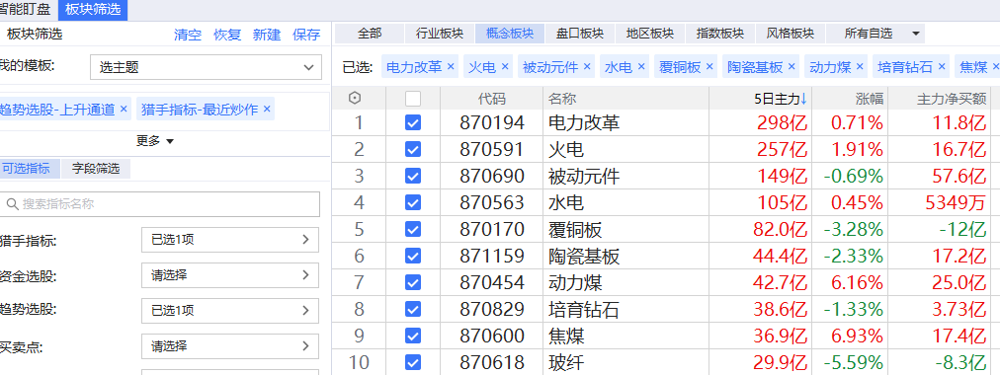 智能盯盘 板块筛选
板块筛选 清空 恢复 新建 保存
我的模板: 选主题
趋势选股-上升通道 × 猎手指标-最近炒作 ×
更多
可选指标 字段筛选
搜索指标名称
猎手指标: 已选1项
资金选股: 请选择
趋势选股: 已选1项
买卖点: 请选择
全部 行业板块 概念板块 盘口板块 地区板块 指数板块 风格板块 所有自选
已选: 电力改革 × 火电 × 被动元件 × 水电 × 覆铜板 × 陶瓷基板 × 动力煤 × 培育钻石 × 焦煤 ×
代码 名称 5日主力↓ 涨幅 主力净买额
1 870194 电力改革 298亿 0.71% 11.8亿
2 870591 火电 257亿 1.91% 16.7亿
3 870690 被动元件 149亿 -0.69% 57.6亿
4 870563 水电 105亿 0.45% 5349万
5 870170 覆铜板 82.0亿 -3.28% -12亿
6 871159 陶瓷基板 44.4亿 -2.33% 17.2亿
7 870454 动力煤 42.7亿 6.16% 25.0亿
8 870829 培育钻石 38.6亿 -1.33% 3.73亿
9 870600 焦煤 36.9亿 6.93% 17.4亿
10 870618 玻纤 29.9亿 -5.59% -8.3亿